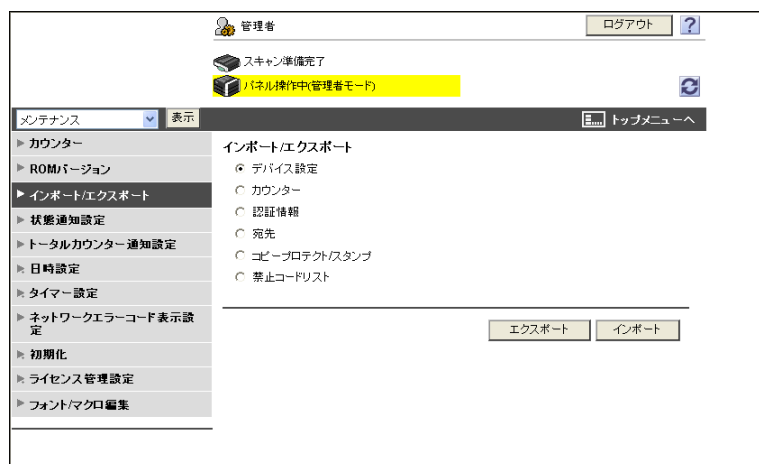 管理者
ログアウト
?
スキャン準備完了
パネル操作中(管理者モード)
メンテナンス
表示
トップメニューへ
カウンター
ROMバージョン
インポート/エクスポート
状態通知設定
トータルカウンター通知設定
日時設定
タイマー設定
ネットワークエラーコード表示設
定
初期化
ライセンス管理設定
フォント/マクロ編集
インポート/エクスポート
デバイス設定
カウンター
認証情報
宛先
コピープロテクト/スタンプ
禁止コードリスト
エクスポート
インポート